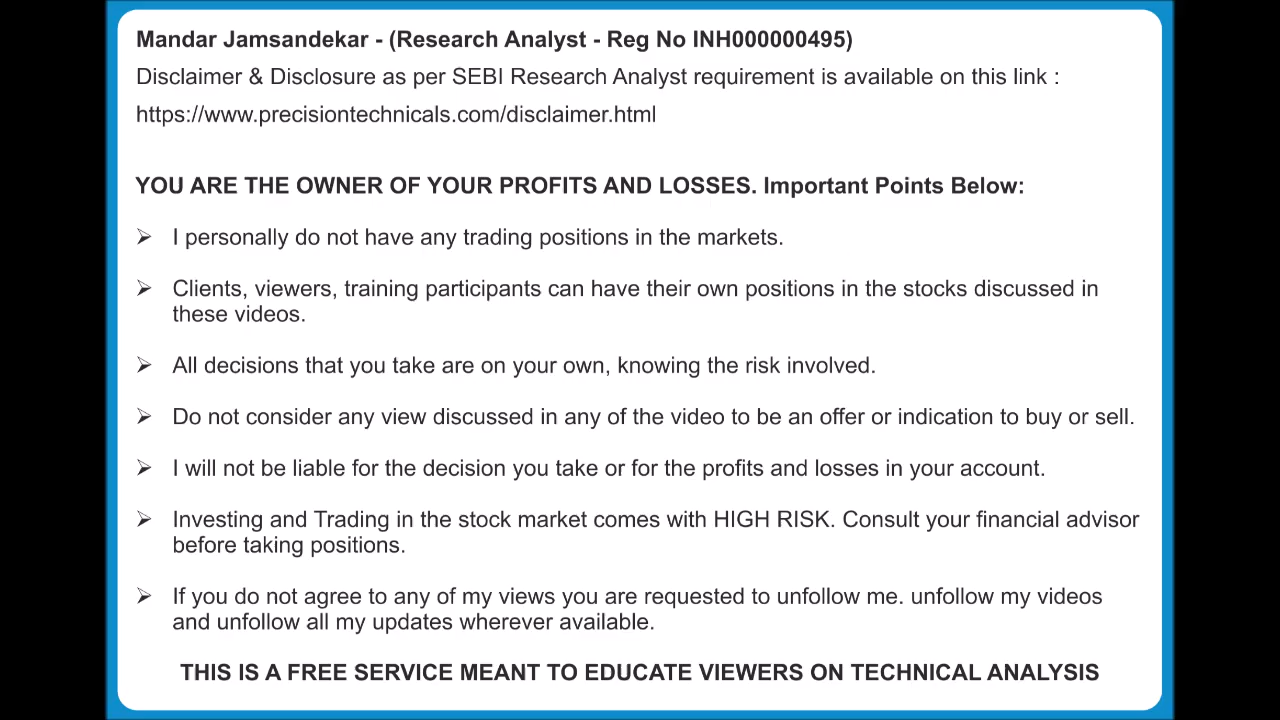 Mandar Jamsandekar - (Research Analyst - Reg No INH000000495)
Disclaimer & Disclosure as per SEBI Research Analyst requirement is available on this link :
https://www.precisiontechnicals.com/disclaimer.html
YOU ARE THE OWNER OF YOUR PROFITS AND LOSSES. Important Points Below:
➢ I personally do not have any trading positions in the markets.
➢ Clients, viewers, training participants can have their own positions in the stocks discussed in
these videos.
➢ All decisions that you take are on your own, knowing the risk involved.
➢ Do not consider any view discussed in any of the video to be an offer or indication to buy or sell.
➢ I will not be liable for the decision you take or for the profits and losses in your account.
➢ Investing and Trading in the stock market comes with HIGH RISK. Consult your financial advisor
before taking positions.
➢ If you do not agree to any of my views you are requested to unfollow me. unfollow my videos
and unfollow all my updates wherever available.
THIS IS A FREE SERVICE MEANT TO EDUCATE VIEWERS ON TECHNICAL ANALYSIS